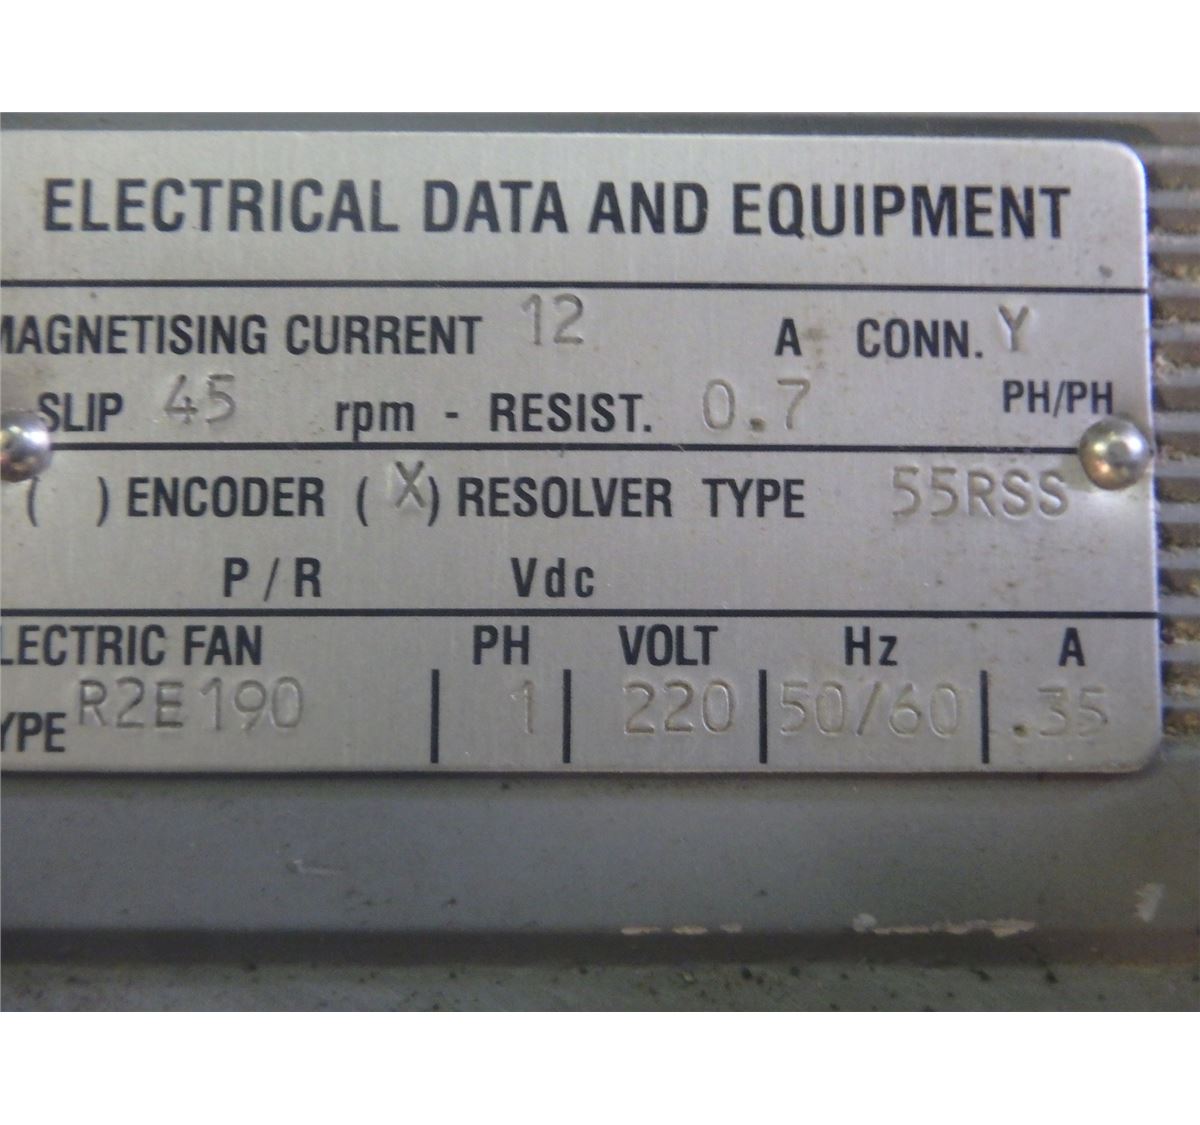 ELECTRICAL DATA AND EQUIPMENT
MAGNETISING CURRENT 12 A CONN. Y
SLIP 45 rpm - RESIST. 0.7 PH/PH
( ) ENCODER ( X ) RESOLVER TYPE 55RSS
P / R Vdc
LECTRIC FAN PH VOLT Hz A
YPE R2E190 | 1 | 220 | 50/60 | .35